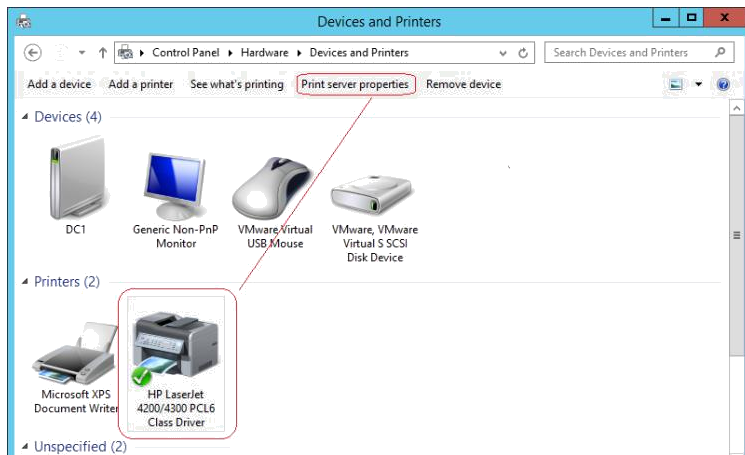 Devices and Printers
Control Panel
Hardware
Devices and Printers
Search Devices and Printers
Add a device
Add a printer
See what's printing
Print server properties
Remove device
Devices (4)
DC1
Generic Non-PnP
Monitor
VMware Virtual
USB Mouse
VMware, VMware
Virtual S SCSI
Disk Device
Printers (2)
Microsoft XPS
Document Writer
HP LaserJet
4200/4300 PCL6
Class Driver
Unspecified (2)